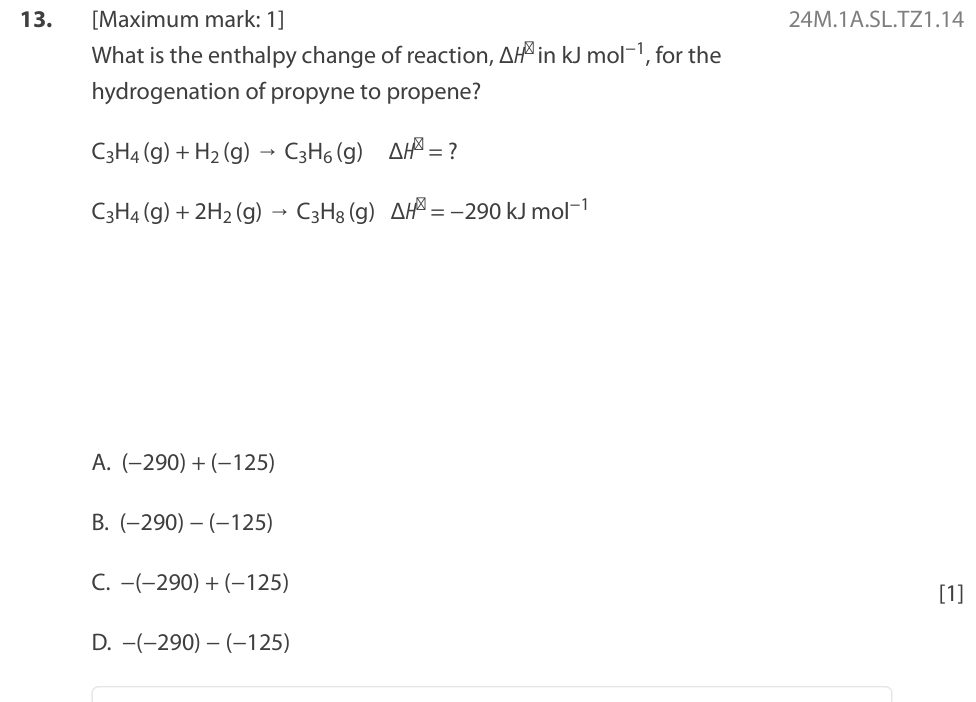 13. [Maximum mark: 1] 24M.1A.SL.TZ1.14
What is the enthalpy change of reaction, ΔH☒ in kJ mol⁻¹, for the
hydrogenation of propyne to propene?
C₃H₄ (g) + H₂ (g) → C₃H₆ (g) ΔH☒ = ?
C₃H₄ (g) + 2H₂ (g) → C₃H₈ (g) ΔH☒ = −290 kJ mol⁻¹
A. (−290) + (−125)
B. (−290) − (−125)
C. −(−290) + (−125)
[1]
D. −(−290) − (−125)